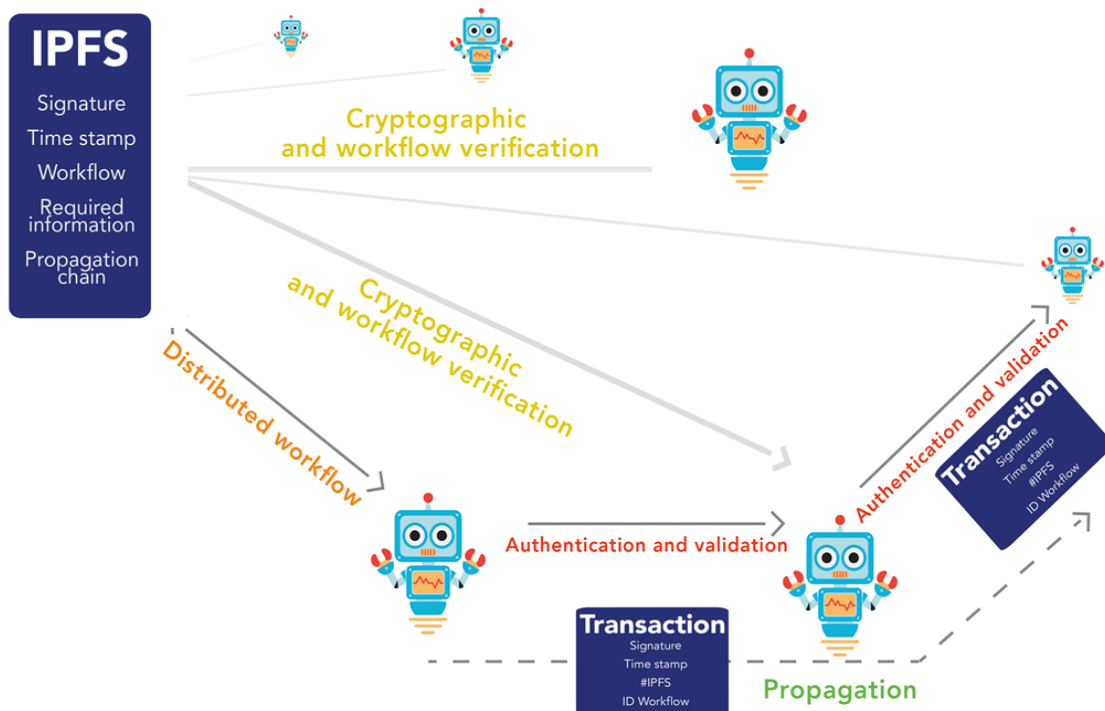 IPFS
Signature
Time stamp
Workflow
Required
information
Propagation
chain
Cryptographic
and workflow verification
Cryptographic
and workflow verification
Distributed workflow
Authentication and validation
Authentication and validation
Transaction
Signature
Time stamp
#IPFS
ID Workflow
Transaction
Signature
Time stamp
#IPFS
ID Workflow
Propagation